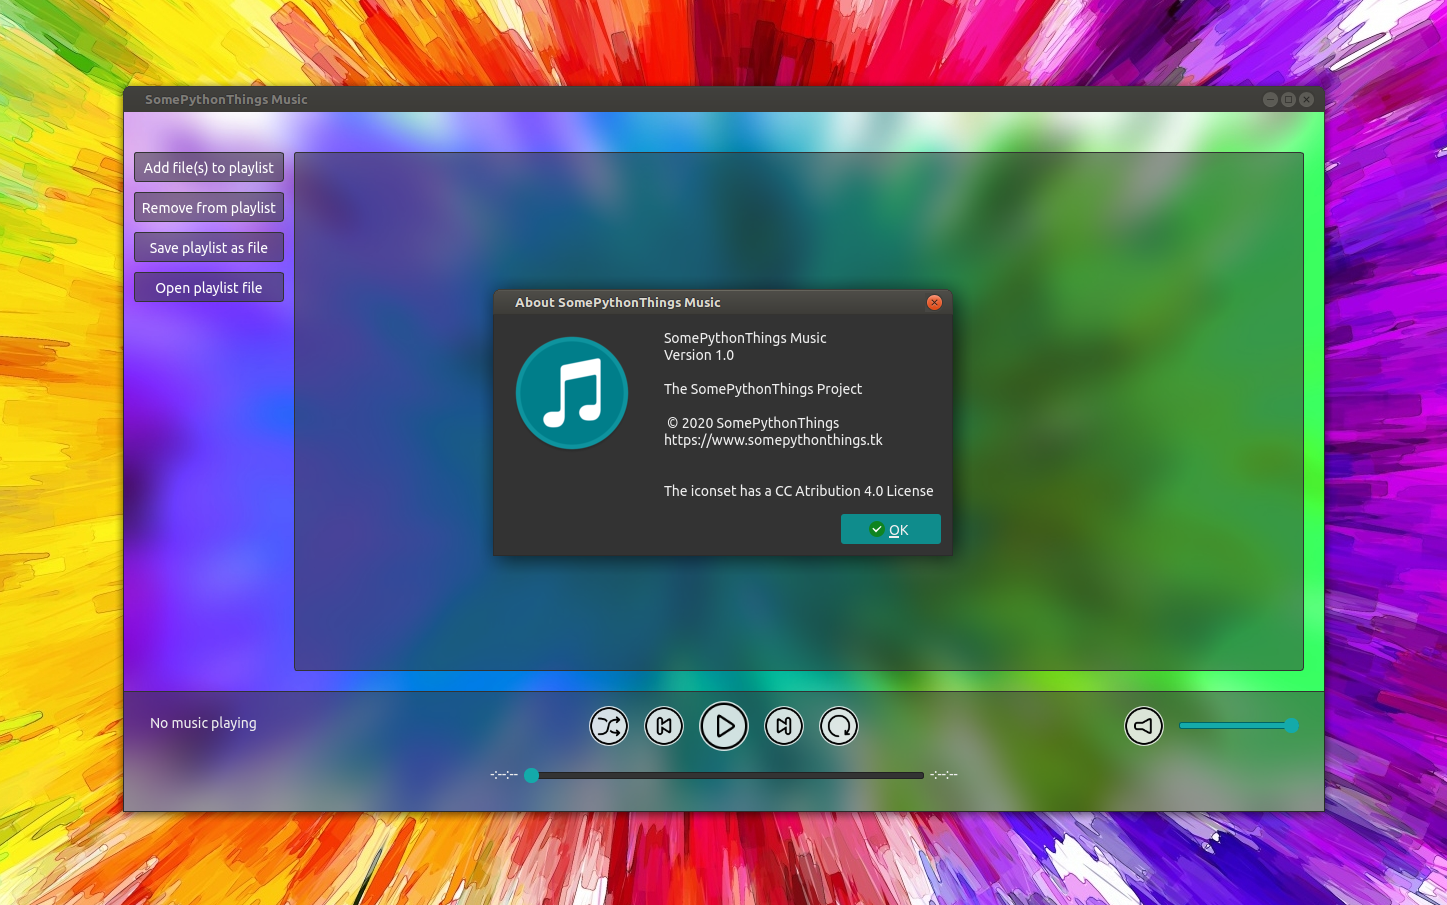 SomePythonThings Music
Add file(s) to playlist
Remove from playlist
Save playlist as file
Open playlist file
About SomePythonThings Music
SomePythonThings Music
Version 1.0
The SomePythonThings Project
© 2020 SomePythonThings
https://www.somepythonthings.tk
The iconset has a CC Atribution 4.0 License
OK
No music playing
-:--:--
-:--:--